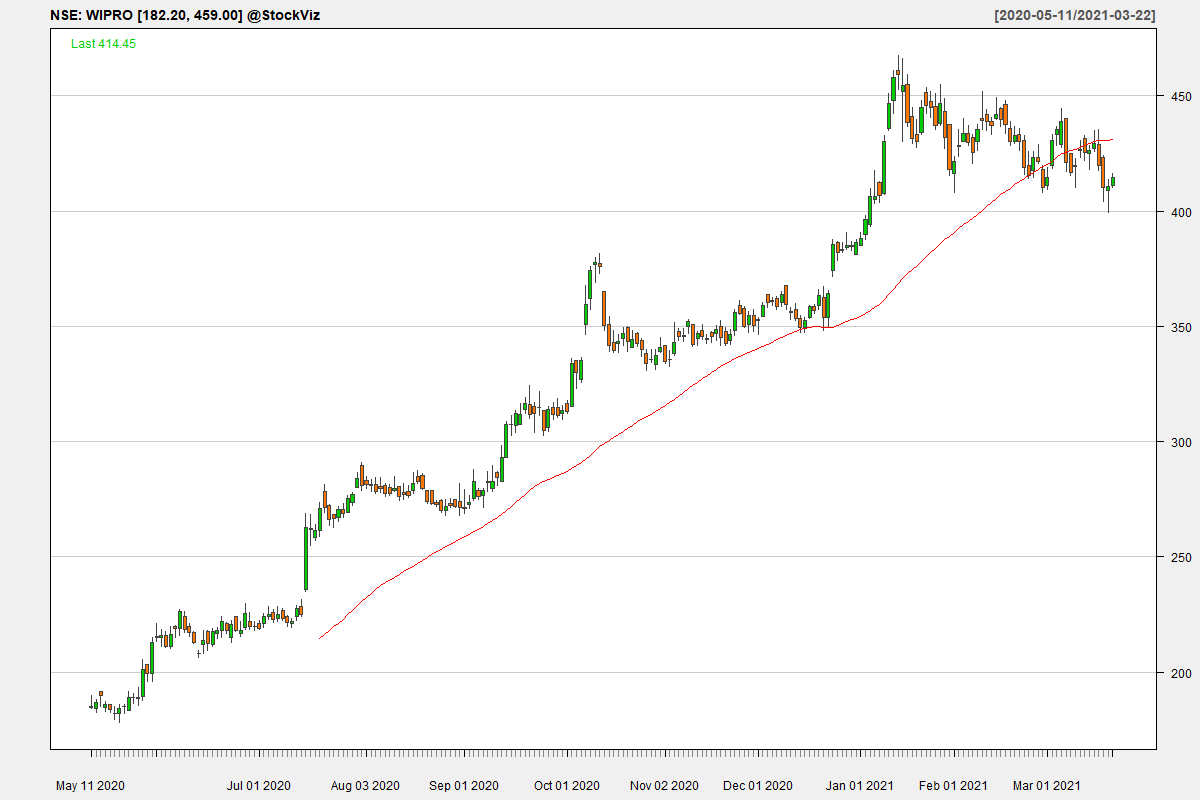 NSE: WIPRO [182.20, 459.00] @StockViz [2020-05-11/2021-03-22]
Last 414.45
450
400
350
300
250
200
May 11 2020 Jul 01 2020 Aug 03 2020 Sep 01 2020 Oct 01 2020 Nov 02 2020 Dec 01 2020 Jan 01 2021 Feb 01 2021 Mar 01 2021